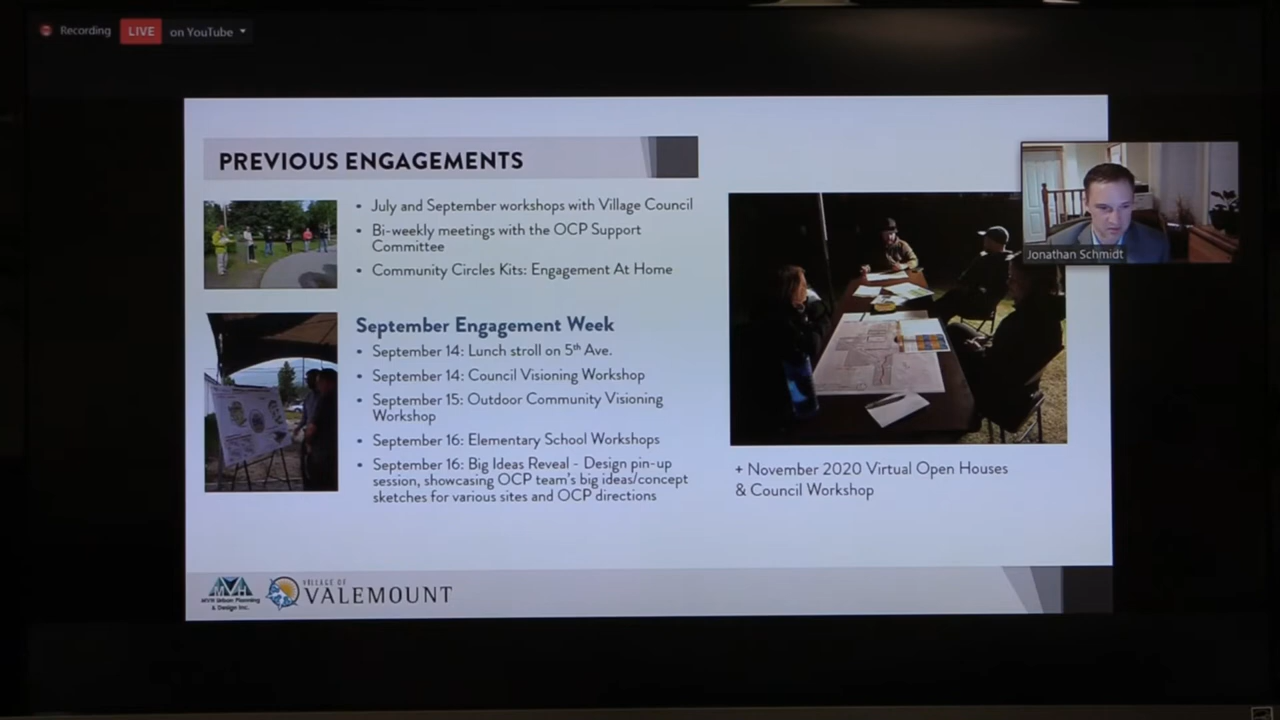 Recording LIVE on YouTube
PREVIOUS ENGAGEMENTS
• July and September workshops with Village Council
• Bi-weekly meetings with the OCP Support
Committee
• Community Circles Kits: Engagement At Home
September Engagement Week
• September 14: Lunch stroll on 5th Ave.
• September 14: Council Visioning Workshop
• September 15: Outdoor Community Visioning
Workshop
• September 16: Elementary School Workshops
• September 16: Big Ideas Reveal - Design pin-up
session, showcasing OCP team's big ideas/concept
sketches for various sites and OCP directions
Jonathan Schmidt
+ November 2020 Virtual Open Houses
& Council Workshop
MVH
MVH Urban Planning
& Design Inc.
VILLAGE OF
VALEMOUNT